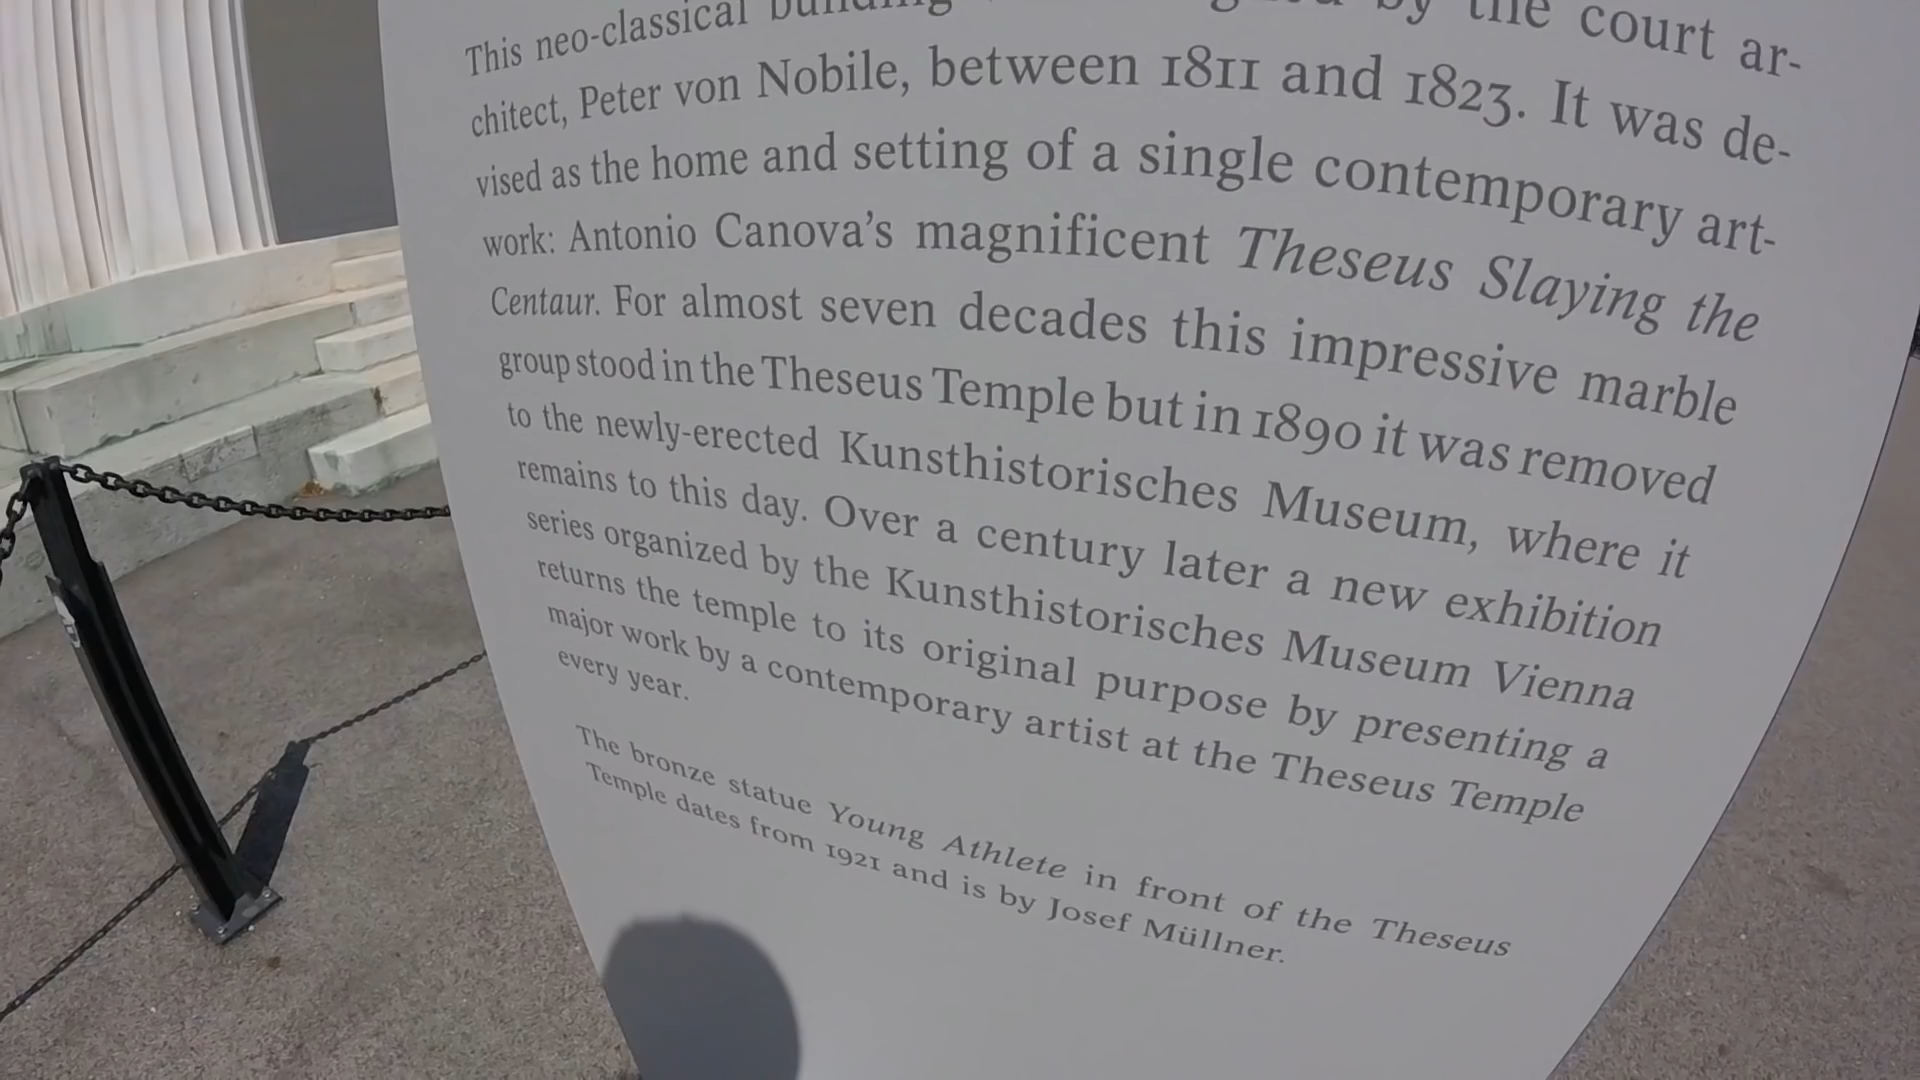 This neo-classical building by the court ar-
chitect, Peter von Nobile, between 1811 and 1823. It was de-
vised as the home and setting of a single contemporary art-
work: Antonio Canova's magnificent Theseus Slaying the
Centaur. For almost seven decades this impressive marble
group stood in the Theseus Temple but in 1890 it was removed
to the newly-erected Kunsthistorisches Museum, where it
remains to this day. Over a century later a new exhibition
series organized by the Kunsthistorisches Museum Vienna
returns the temple to its original purpose by presenting a
major work by a contemporary artist at the Theseus Temple
every year.
The bronze statue Young Athlete in front of the Theseus
Temple dates from 1921 and is by Josef Müllner.